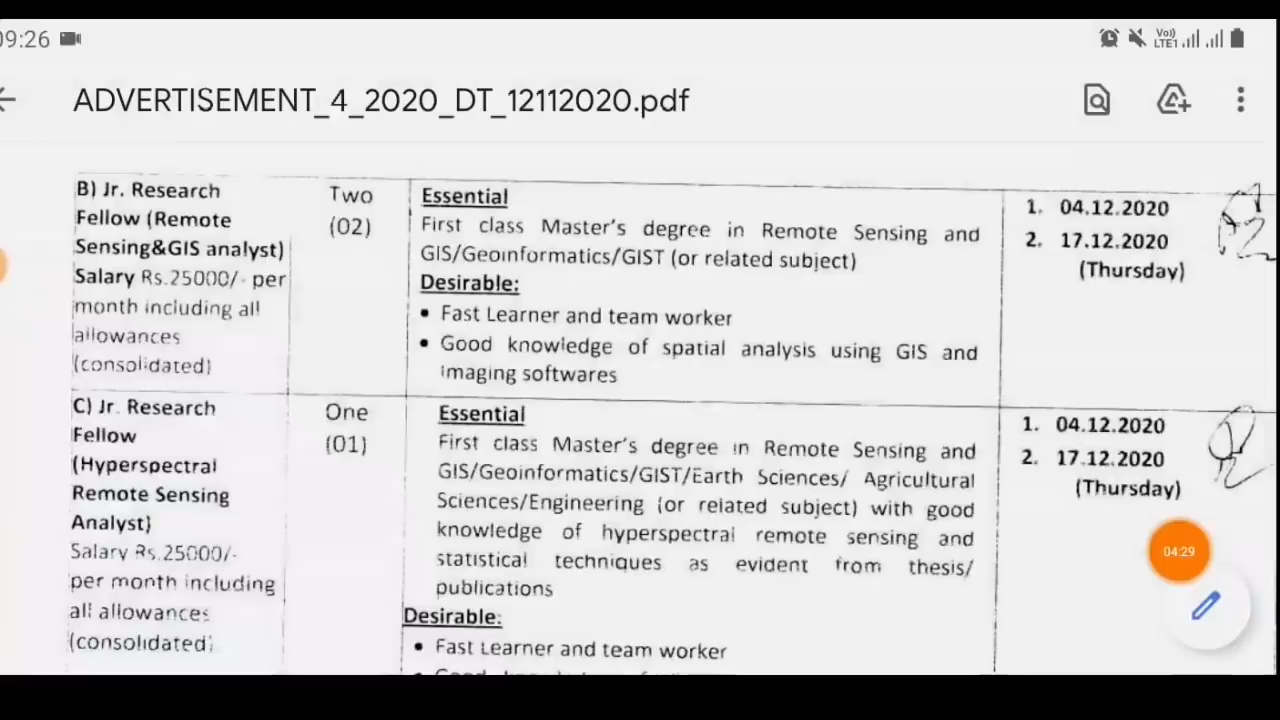 09:26
Vo)
LTE1
ADVERTISEMENT_4_2020_DT_12112020.pdf
B) Jr. Research
Fellow (Remote
Sensing&GIS analyst)
Salary Rs.25000/- per
month including all
allowances
(consolidated)
Two
(02)
Essential
First class Master's degree in Remote Sensing and
GIS/Geoinformatics/GIST (or related subject)
Desirable:
• Fast Learner and team worker
• Good knowledge of spatial analysis using GIS and
imaging softwares
1. 04.12.2020
2. 17.12.2020
(Thursday)
C) Jr. Research
Fellow
(Hyperspectral
Remote Sensing
Analyst)
Salary Rs.25000/-
per month including
all allowances
(consolidated)
One
(01)
Essential
First class Master's degree in Remote Sensing and
GIS/Geoinformatics/GIST/Earth Sciences/ Agricultural
Sciences/Engineering (or related subject) with good
knowledge of hyperspectral remote sensing and
statistical techniques as evident from thesis/
publications
Desirable:
• Fast Learner and team worker
1. 04.12.2020
2. 17.12.2020
(Thursday)
04:29